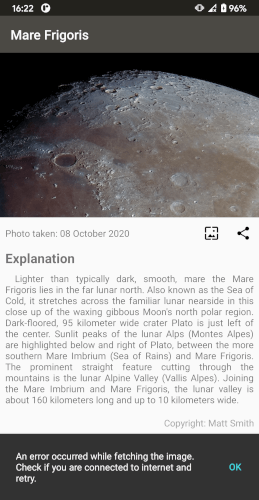 16:22 96%
Mare Frigoris
Photo taken: 08 October 2020
Explanation
Lighter than typically dark, smooth, mare the Mare
Frigoris lies in the far lunar north. Also known as the Sea of
Cold, it stretches across the familiar lunar nearside in this
close up of the waxing gibbous Moon's north polar region.
Dark-floored, 95 kilometer wide crater Plato is just left
of the center. Sunlit peaks of the lunar Alps (Montes Alpes)
are highlighted below and right of Plato, between the more
southern Mare Imbrium (Sea of Rains) and Mare Frigoris.
The prominent straight feature cutting through the
mountains is the lunar Alpine Valley (Vallis Alpes). Joining
the Mare Imbrium and Mare Frigoris, the lunar valley is
about 160 kilometers long and up to 10 kilometers wide.
Copyright: Matt Smith
An error occurred while fetching the image.
Check if you are connected to internet and
retry.
OK